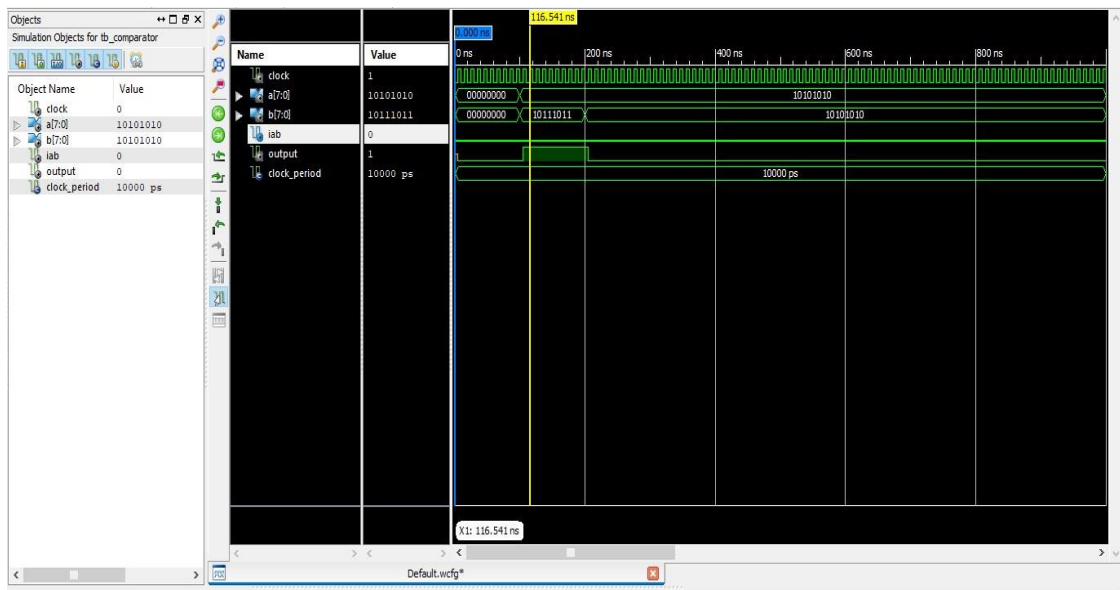 Objects
Simulation Objects for tb_comparator
Object Name Value
clock 0
a[7:0] 10101010
b[7:0] 10101010
iab 0
output 0
clock_period 10000 ps
116.541 ns
0.000 ns
Name Value 0 ns 200 ns 400 ns 600 ns 800 ns
clock 1
a[7:0] 10101010 00000000 10101010
b[7:0] 10111011 00000000 10111011 10101010
iab 0
output 1
clock_period 10000 ps 10000 ps
X1: 116.541 ns
Default.wcfg*